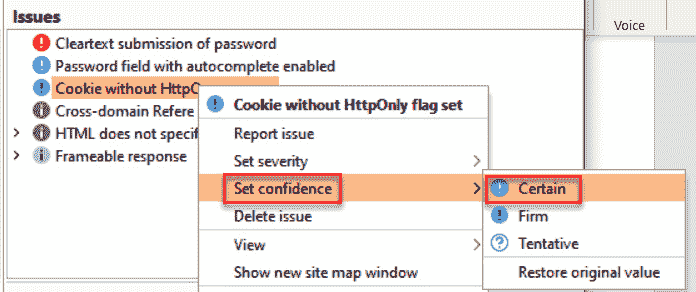 Issues
Voice
Cleartext submission of password
Password field with autocomplete enabled
Cookie without HttpO
Cross-domain Refere
HTML does not specif
Frameable response
Cookie without HttpOnly flag set
Report issue
Set severity
Set confidence
Delete issue
View
Show new site map window
Certain
Firm
Tentative
Restore original value